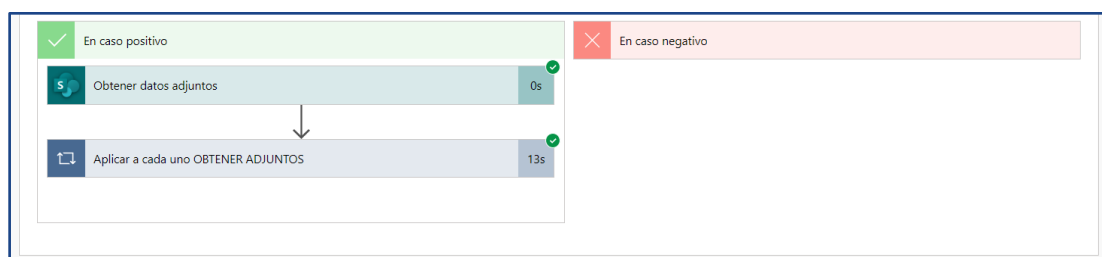 En caso positivo
En caso negativo
Obtener datos adjuntos
0s
Aplicar a cada uno OBTENER ADJUNTOS
13s